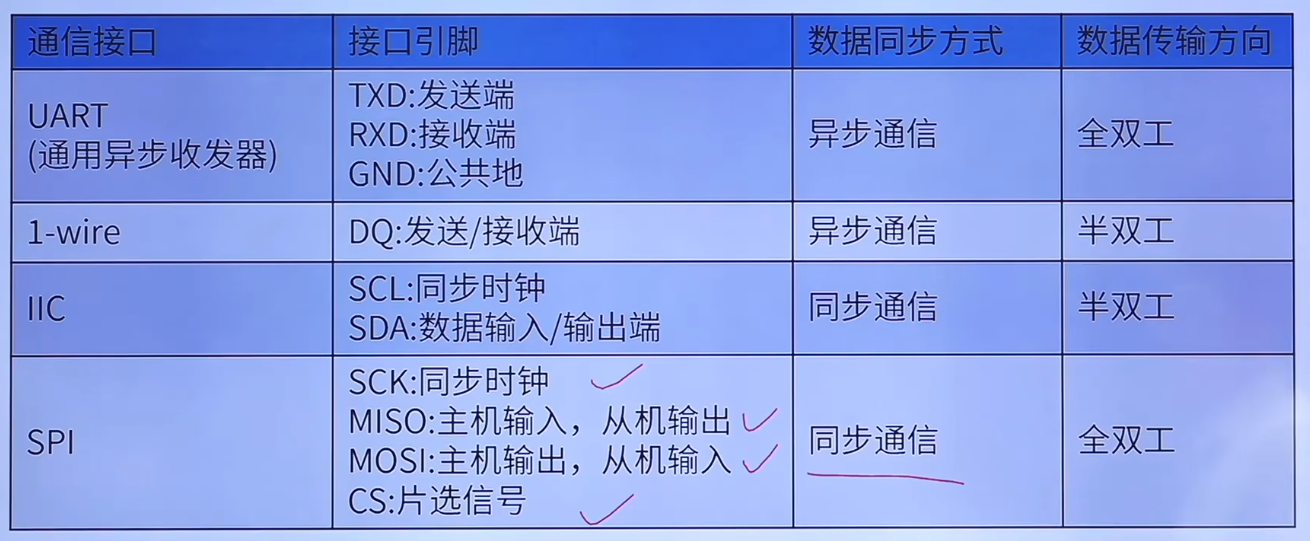 通信接口
接口引脚
数据同步方式
数据传输方向
UART
(通用异步收发器)
TXD:发送端
RXD:接收端
GND:公共地
异步通信
全双工
1-wire
DQ:发送/接收端
异步通信
半双工
IIC
SCL:同步时钟
SDA:数据输入/输出端
同步通信
半双工
SPI
SCK:同步时钟
MISO:主机输入，从机输出
MOSI:主机输出，从机输入
CS:片选信号
同步通信
全双工